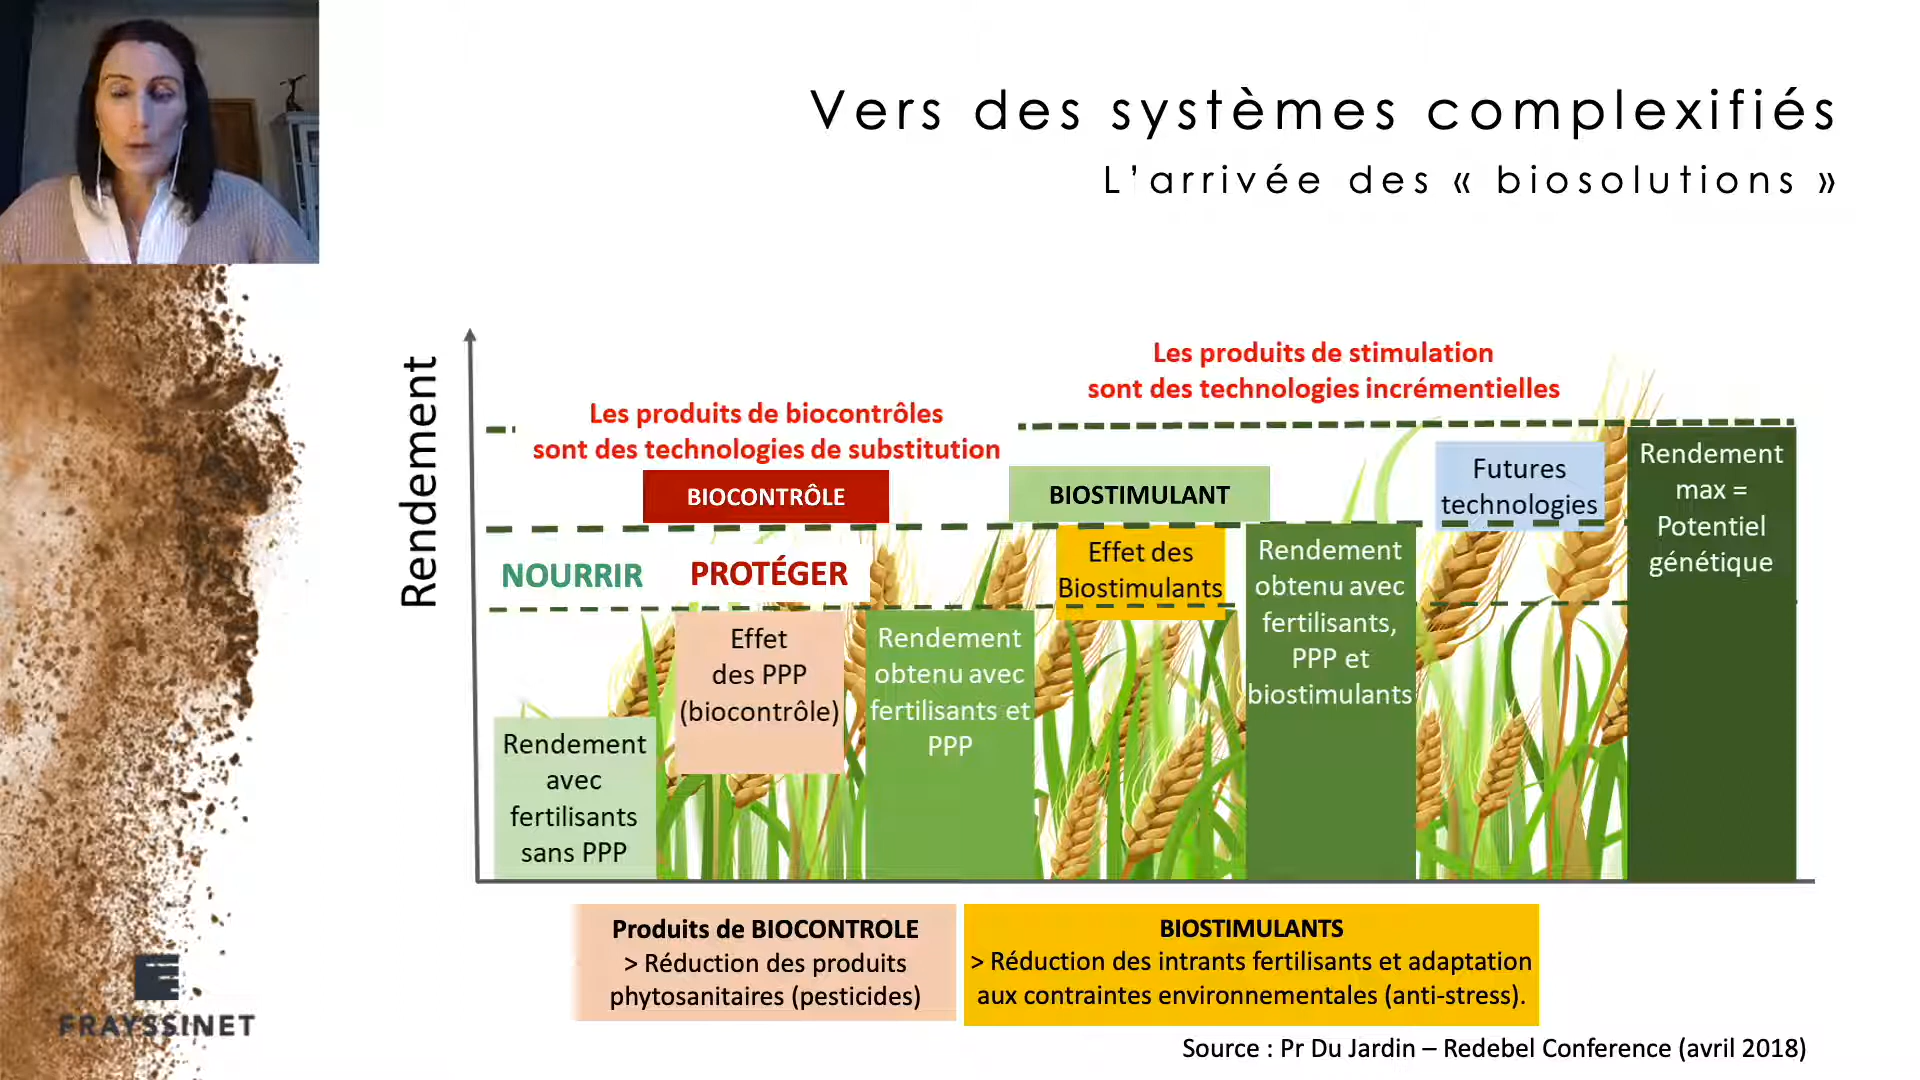 Vers des systèmes complexifiés
L'arrivée des « biosolutions »
Rendement
Les produits de biocontrôles
sont des technologies de substitution
Les produits de stimulation
sont des technologies incrémentielles
BIOCONTRÔLE
BIOSTIMULANT
NOURRIR
PROTÉGER
Rendement
avec
fertilisants
sans PPP
Effet
des PPP
(biocontrôle)
Rendement
obtenu avec
fertilisants et
PPP
Effet des
Biostimulants
Rendement
obtenu avec
fertilisants,
PPP et
biostimulants
Futures
technologies
Rendement
max =
Potentiel
génétique
Produits de BIOCONTROLE
> Réduction des produits
phytosanitaires (pesticides)
BIOSTIMULANTS
> Réduction des intrants fertilisants et adaptation
aux contraintes environnementales (anti-stress).
FRAYSSINET
Source : Pr Du Jardin – Redebel Conference (avril 2018)